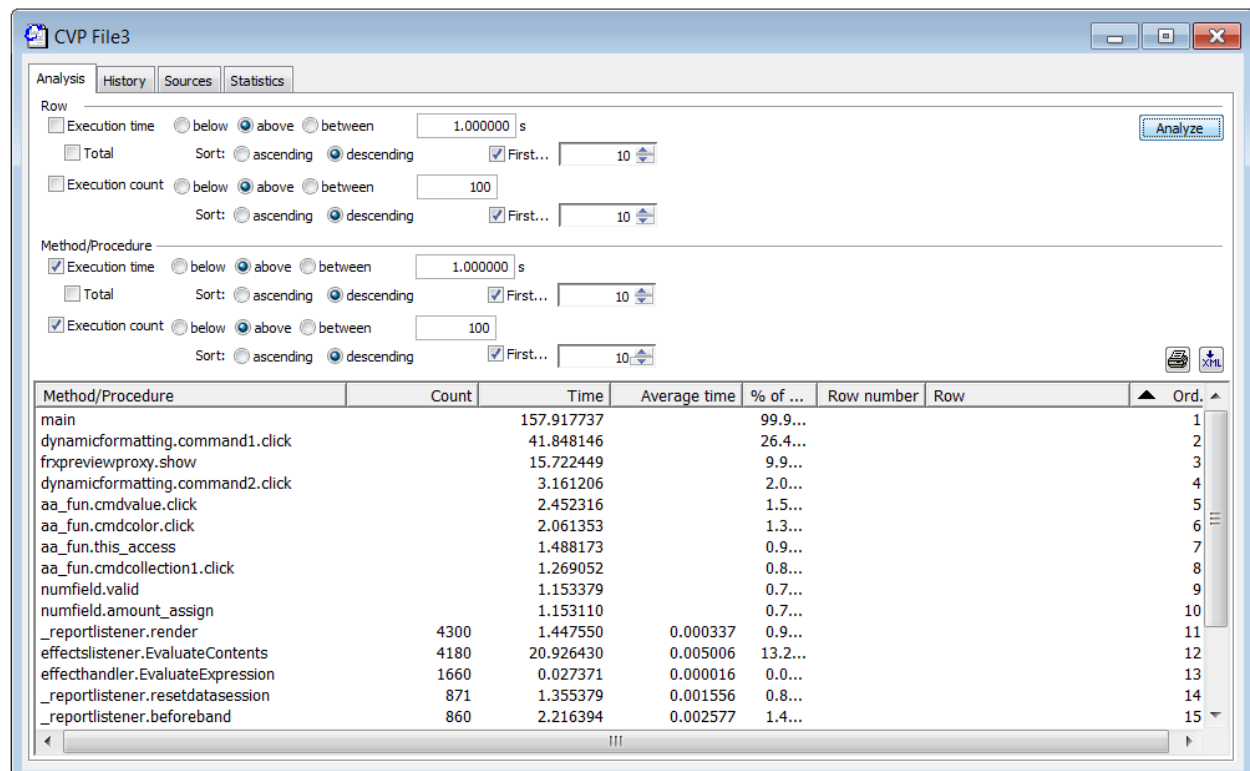 CVP File3
Analysis History Sources Statistics
Row
Execution time below above between 1.000000 s Analyze
Total Sort: ascending descending First... 10
Execution count below above between 100
Sort: ascending descending First... 10
Method/Procedure
Execution time below above between 1.000000 s
Total Sort: ascending descending First... 10
Execution count below above between 100
Sort: ascending descending First... 10
XML
Method/Procedure Count Time Average time % of ... Row number Row Ord.
main 157.917737 99.9... 1
dynamicformatting.command1.click 41.848146 26.4... 2
frxpreviewproxy.show 15.722449 9.9... 3
dynamicformatting.command2.click 3.161206 2.0... 4
aa_fun.cmdvalue.click 2.452316 1.5... 5
aa_fun.cmdcolor.click 2.061353 1.3... 6
aa_fun.this_access 1.488173 0.9... 7
aa_fun.cmdcollection1.click 1.269052 0.8... 8
numfield.valid 1.153379 0.7... 9
numfield.amount_assign 1.153110 0.7... 10
_reportlistener.render 4300 1.447550 0.000337 0.9... 11
effectslistener.EvaluateContents 4180 20.926430 0.005006 13.2... 12
effecthandler.EvaluateExpression 1660 0.027371 0.000016 0.0... 13
_reportlistener.resetdatasession 871 1.355379 0.001556 0.8... 14
_reportlistener.beforeband 860 2.216394 0.002577 1.4... 15